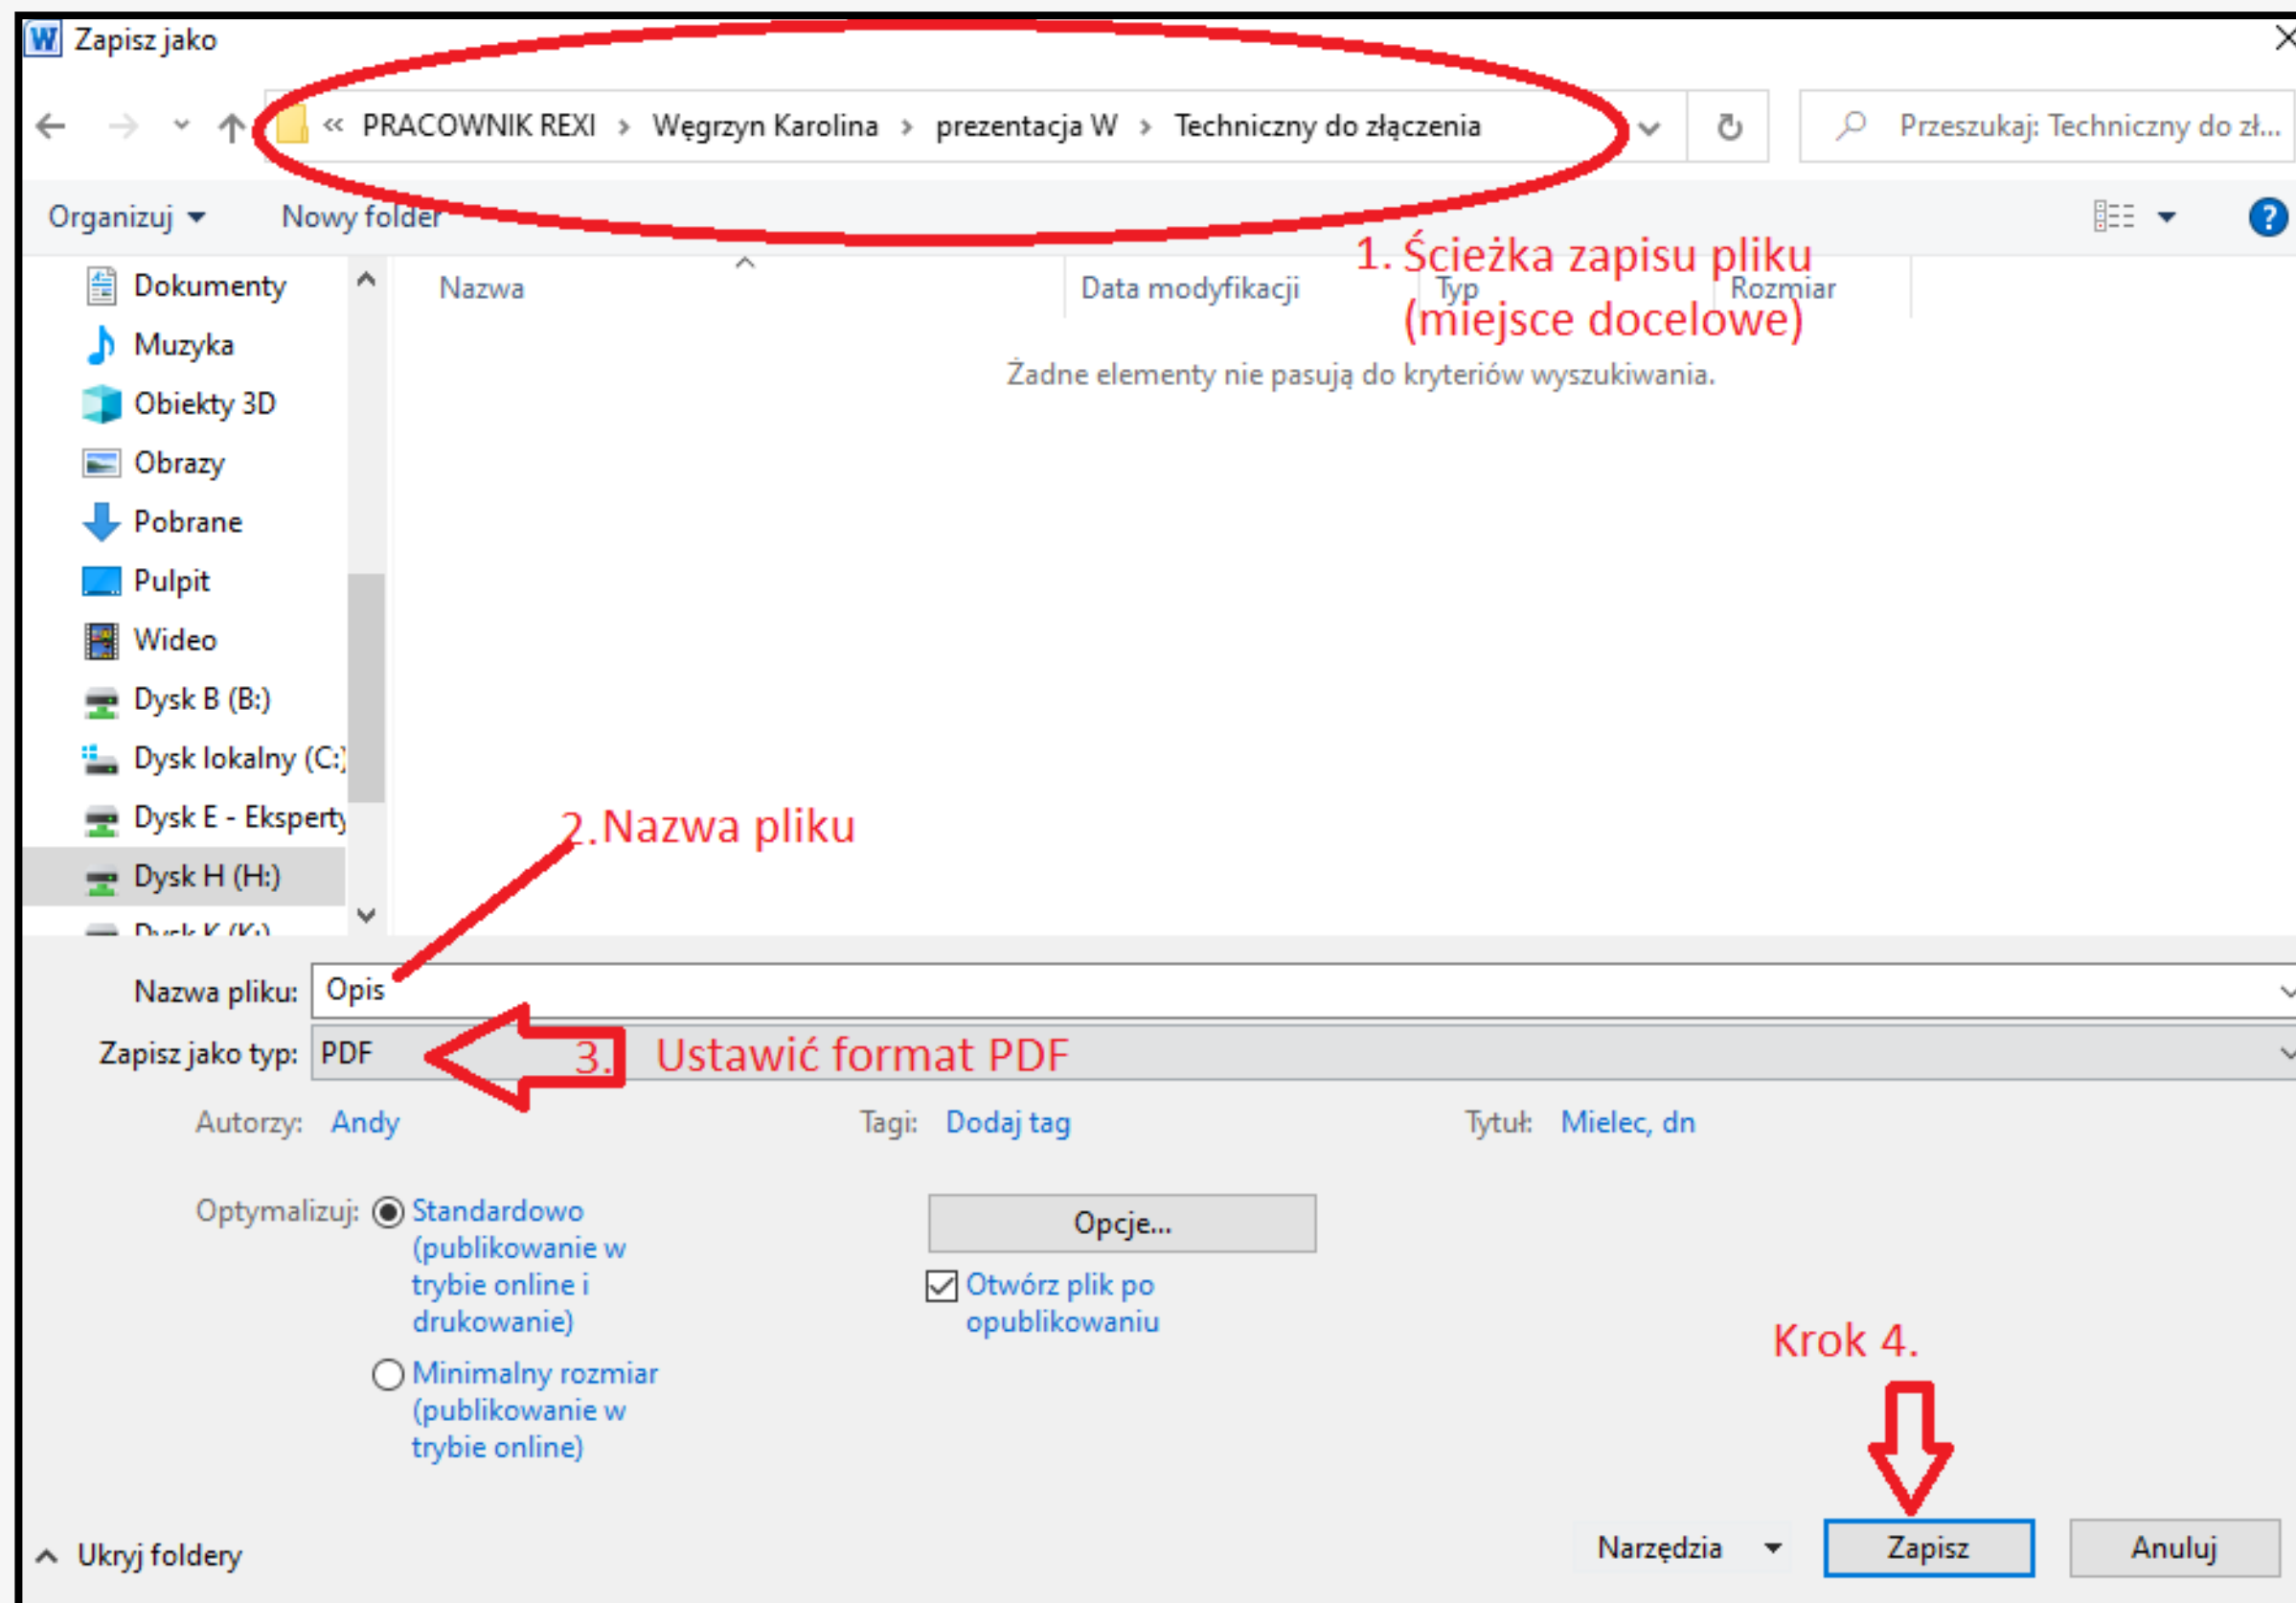 Zapisz jako
« PRACOWNIK REXI › Węgrzyn Karolina › prezentacja W › Techniczny do złączenia
Przeszukaj: Techniczny do zł...
Organizuj
Nowy folder
1. Ścieżka zapisu pliku
(miejsce docelowe)
Nazwa
Data modyfikacji
Typ
Rozmiar
Żadne elementy nie pasują do kryteriów wyszukiwania.
Dokumenty
Muzyka
Obiekty 3D
Obrazy
Pobrane
Pulpit
Wideo
Dysk B (B:)
Dysk lokalny (C:)
Dysk E - Eksperty
Dysk H (H:)
Dysk K (K:)
2. Nazwa pliku
Nazwa pliku: Opis
Zapisz jako typ: PDF
3. Ustawić format PDF
Autorzy: Andy
Tagi: Dodaj tag
Tytuł: Mielec, dn
Optymalizuj:
Standardowo
(publikowanie w
trybie online i
drukowanie)
Minimalny rozmiar
(publikowanie w
trybie online)
Opcje...
Otwórz plik po
opublikowaniu
Krok 4.
Ukryj foldery
Narzędzia
Zapisz
Anuluj